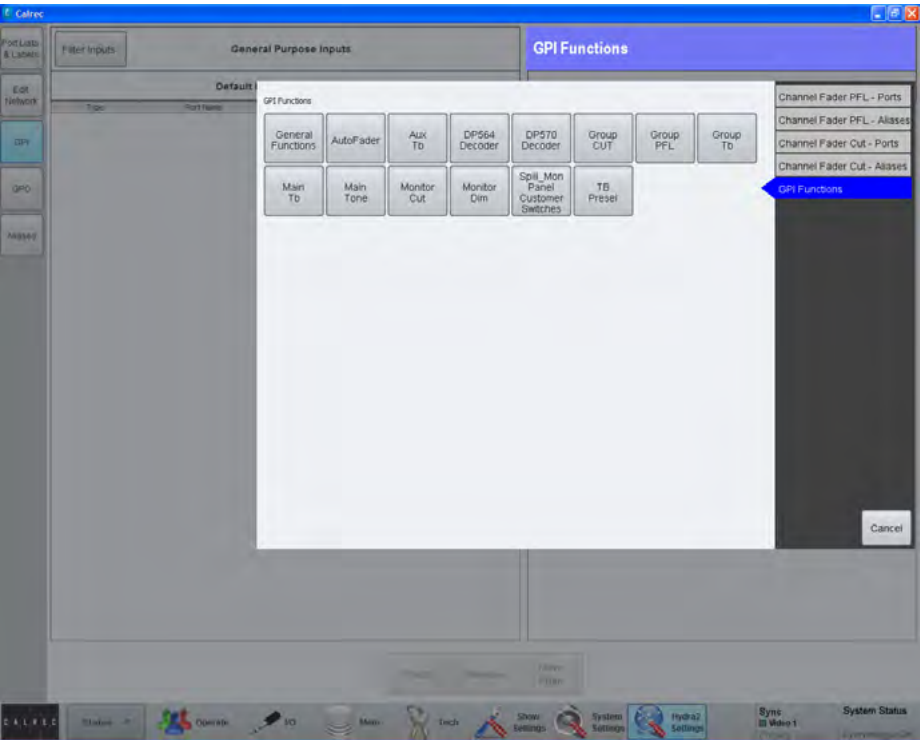 Calrec
Port Lists
& Labels
Filter Inputs
General Purpose Inputs
GPI Functions
Edit
Network
Default
Type
Port Name
GPI
GPO
Aliases
GPI Functions
General
Functions
AutoFader
Aux
Tb
DP564
Decoder
DP570
Decoder
Group
CUT
Group
PFL
Group
Tb
Main
Tb
Main
Tone
Monitor
Cut
Monitor
Dim
Spill_Mon
Panel
Customer
Switches
TB
Presel
Channel Fader PFL - Ports
Channel Fader PFL - Aliases
Channel Fader Cut - Ports
Channel Fader Cut - Aliases
GPI Functions
Cancel
CALREC
Status
Operate
I/O
Main
Tech
Show
Settings
System
Settings
Hydra2
Settings
Sync
Video 1
System Status